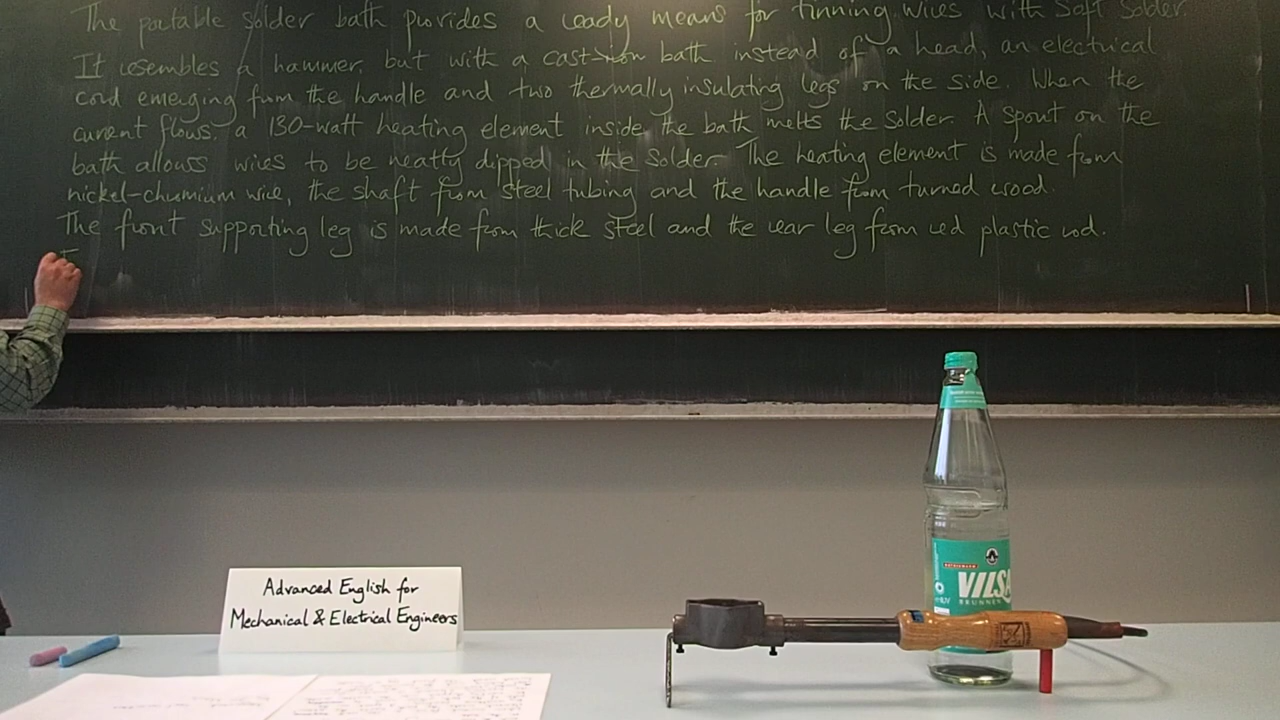 The portable solder bath provides a ready means for tinning wires with soft solder.
It resembles a hammer, but with a cast-iron bath instead of a head, an electrical
cord emerging from the handle and two thermally insulating legs on the side. When the
current flows, a 130-watt heating element inside the bath melts the solder. A spout on the
bath allows wires to be neatly dipped in the solder. The heating element is made from
nickel-chromium wire, the shaft from steel tubing and the handle from turned wood.
The front supporting leg is made from thick steel and the rear leg from red plastic rod.
Advanced English for
Mechanical & Electrical Engineers
VILSA
BRUNNEN